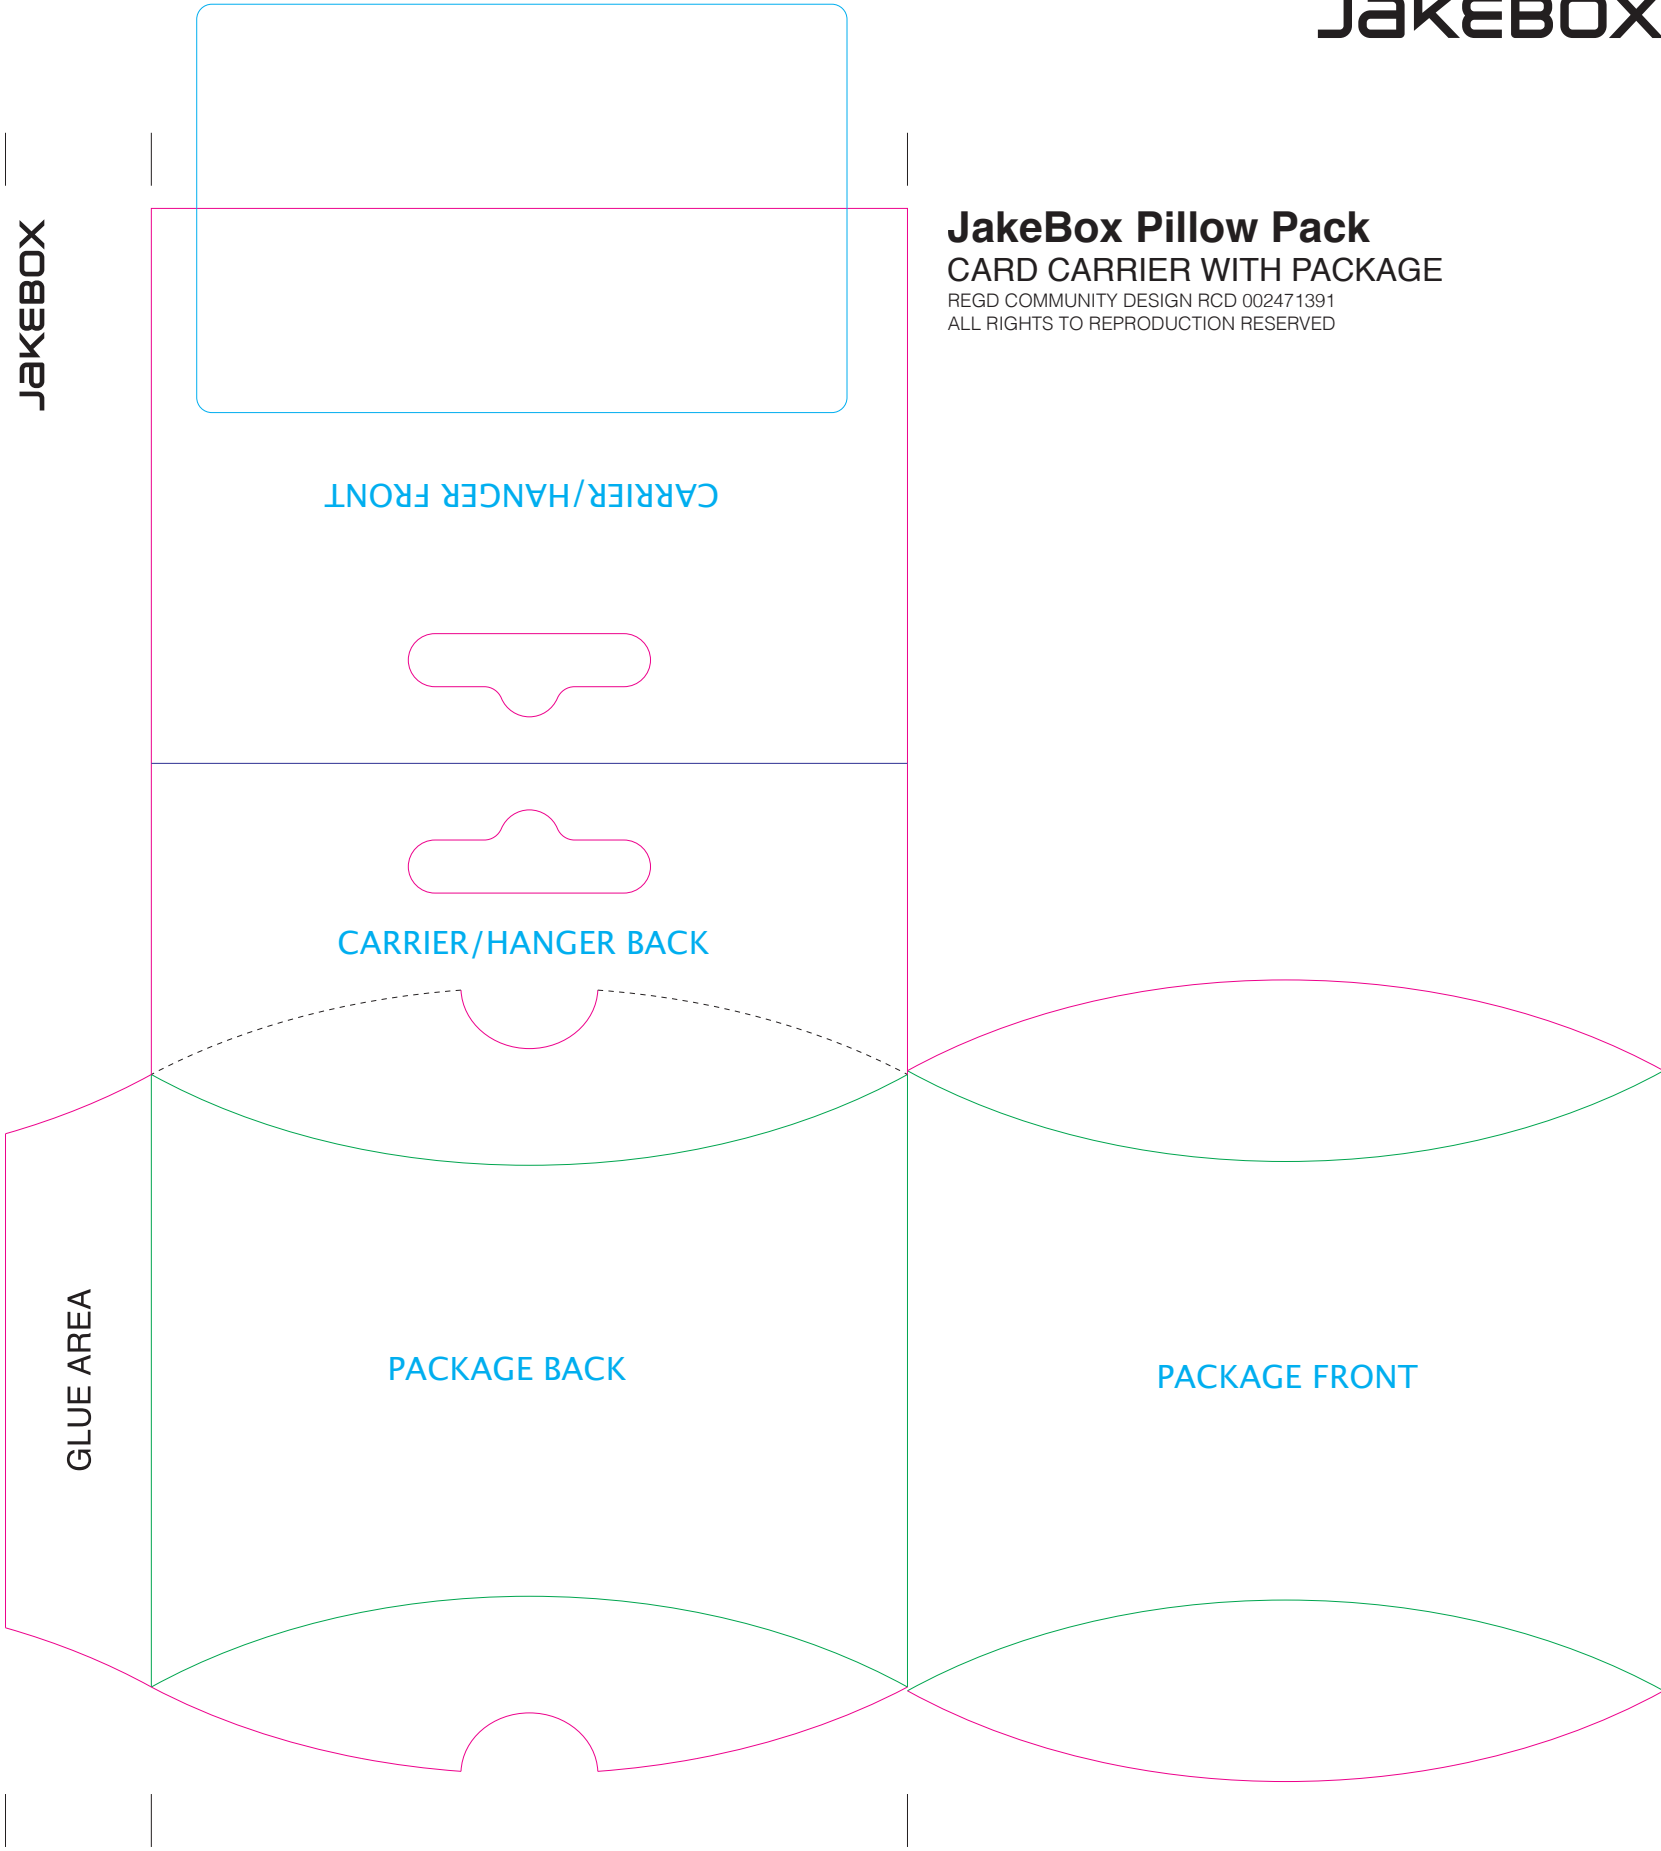 JAKEBOX
JAKEBOX
JakeBox Pillow Pack
CARD CARRIER WITH PACKAGE
REGD COMMUNITY DESIGN RCD 002471391
ALL RIGHTS TO REPRODUCTION RESERVED
CARRIER/HANGER FRONT
CARRIER/HANGER BACK
GLUE AREA
PACKAGE BACK
PACKAGE FRONT